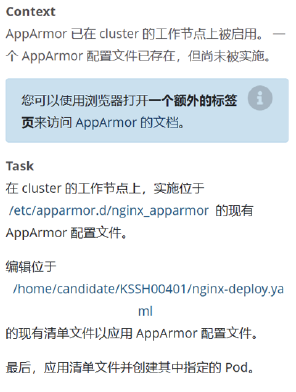 Context
AppArmor 已在 cluster 的工作节点上被启用。 一
个 AppArmor 配置文件已存在，但尚未被实施。
您可以使用浏览器打开一个额外的标签
页来访问 AppArmor 的文档。
Task
在 cluster 的工作节点上，实施位于
/etc/apparmor.d/nginx_apparmor 的现有
AppArmor 配置文件。
编辑位于
/home/candidate/KSSH00401/nginx-deploy.ya
ml
的现有清单文件以应用 AppArmor 配置文件。
最后，应用清单文件并创建其中指定的 Pod。